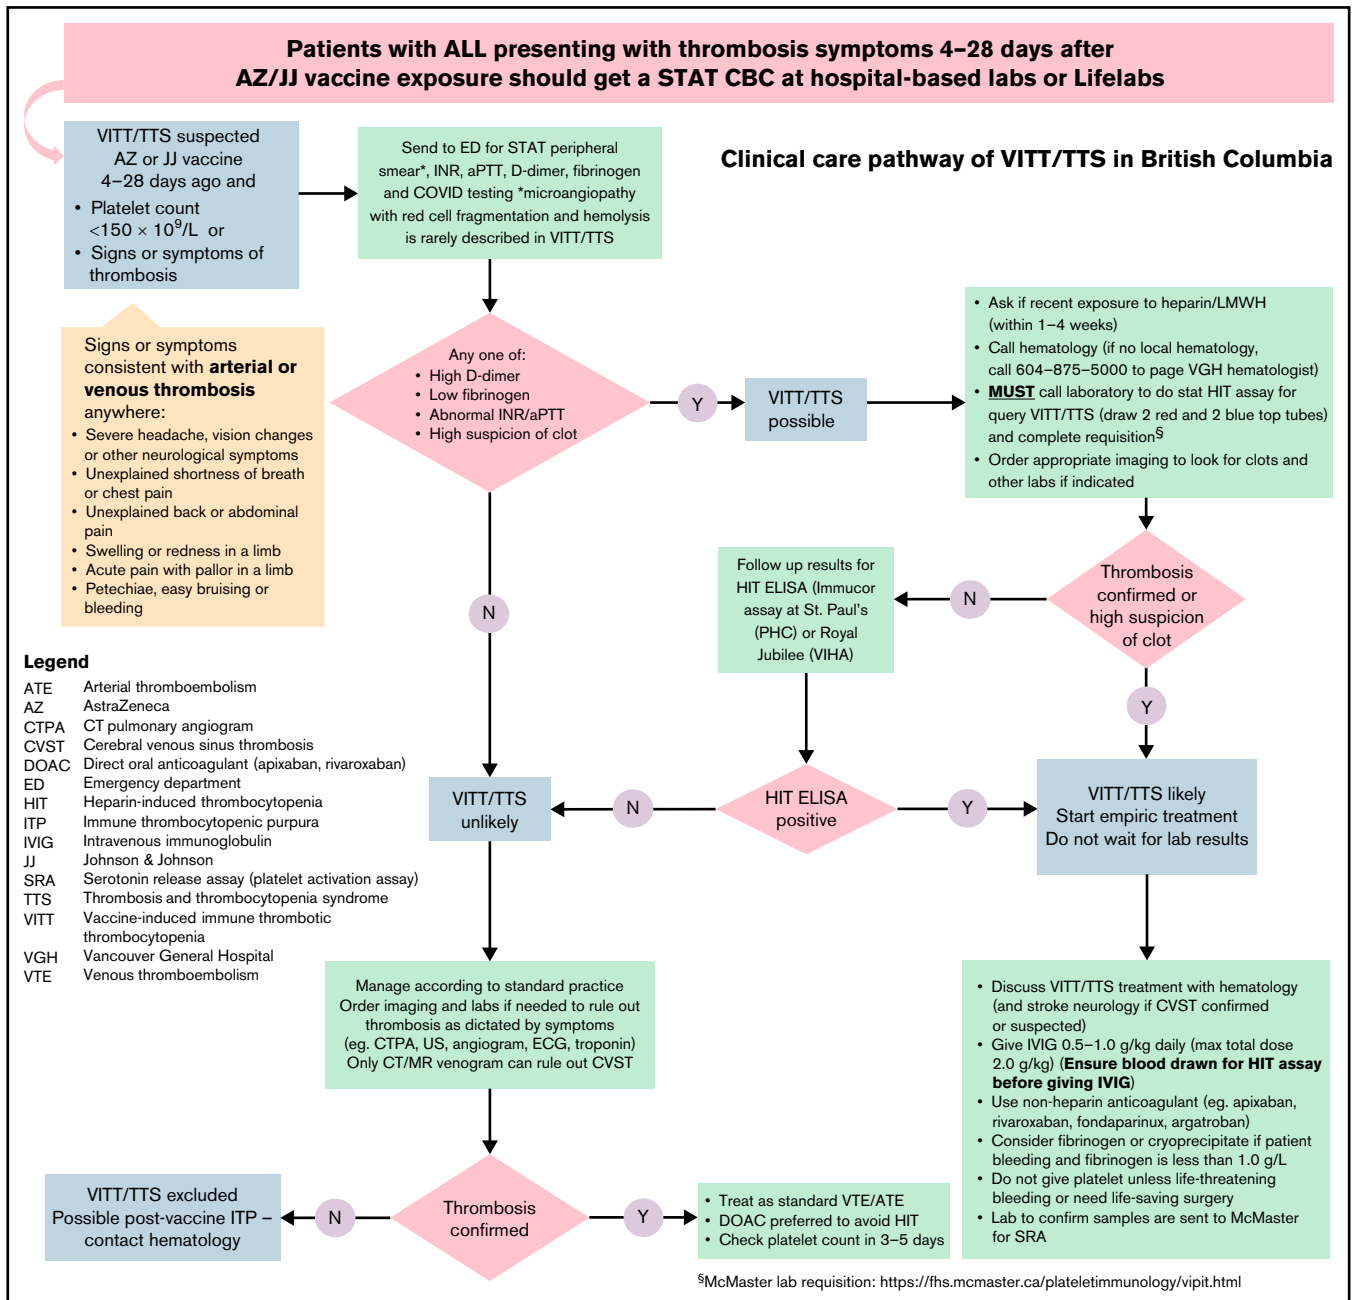 Patients with ALL presenting with thrombosis symptoms 4–28 days after
AZ/JJ vaccine exposure should get a STAT CBC at hospital-based labs or Lifelabs
Clinical care pathway of VITT/TTS in British Columbia
VITT/TTS suspected
AZ or JJ vaccine
4–28 days ago and
• Platelet count
<150 × 10⁹/L or
• Signs or symptoms of
thrombosis
Send to ED for STAT peripheral
smear*, INR, aPTT, D-dimer, fibrinogen
and COVID testing *microangiopathy
with red cell fragmentation and hemolysis
is rarely described in VITT/TTS
Signs or symptoms
consistent with arterial or
venous thrombosis
anywhere:
• Severe headache, vision changes
or other neurological symptoms
• Unexplained shortness of breath
or chest pain
• Unexplained back or abdominal
pain
• Swelling or redness in a limb
• Acute pain with pallor in a limb
• Petechiae, easy bruising or
bleeding
Any one of:
• High D-dimer
• Low fibrinogen
• Abnormal INR/aPTT
• High suspicion of clot
Y
VITT/TTS
possible
• Ask if recent exposure to heparin/LMWH
(within 1–4 weeks)
• Call hematology (if no local hematology,
call 604–875–5000 to page VGH hematologist)
• MUST call laboratory to do stat HIT assay for
query VITT/TTS (draw 2 red and 2 blue top tubes)
and complete requisition§
• Order appropriate imaging to look for clots and
other labs if indicated
N
Thrombosis
confirmed or
high suspicion
of clot
N
Follow up results for
HIT ELISA (Immucor
assay at St. Paul's
(PHC) or Royal
Jubilee (VIHA)
Y
Legend
ATE Arterial thromboembolism
AZ AstraZeneca
CTPA CT pulmonary angiogram
CVST Cerebral venous sinus thrombosis
DOAC Direct oral anticoagulant (apixaban, rivaroxaban)
ED Emergency department
HIT Heparin-induced thrombocytopenia
ITP Immune thrombocytopenic purpura
IVIG Intravenous immunoglobulin
JJ Johnson & Johnson
SRA Serotonin release assay (platelet activation assay)
TTS Thrombosis and thrombocytopenia syndrome
VITT Vaccine-induced immune thrombotic
thrombocytopenia
VGH Vancouver General Hospital
VTE Venous thromboembolism
VITT/TTS
unlikely
N
HIT ELISA
positive
Y
VITT/TTS likely
Start empiric treatment
Do not wait for lab results
Manage according to standard practice
Order imaging and labs if needed to rule out
thrombosis as dictated by symptoms
(eg. CTPA, US, angiogram, ECG, troponin)
Only CT/MR venogram can rule out CVST
• Discuss VITT/TTS treatment with hematology
(and stroke neurology if CVST confirmed
or suspected)
• Give IVIG 0.5–1.0 g/kg daily (max total dose
2.0 g/kg) (Ensure blood drawn for HIT assay
before giving IVIG)
• Use non-heparin anticoagulant (eg. apixaban,
rivaroxaban, fondaparinux, argatroban)
• Consider fibrinogen or cryoprecipitate if patient
bleeding and fibrinogen is less than 1.0 g/L
• Do not give platelet unless life-threatening
bleeding or need life-saving surgery
• Lab to confirm samples are sent to McMaster
for SRA
VITT/TTS excluded
Possible post-vaccine ITP –
contact hematology
N
Thrombosis
confirmed
Y
• Treat as standard VTE/ATE
• DOAC preferred to avoid HIT
• Check platelet count in 3–5 days
§McMaster lab requisition: https://fhs.mcmaster.ca/plateletimmunology/vipit.html